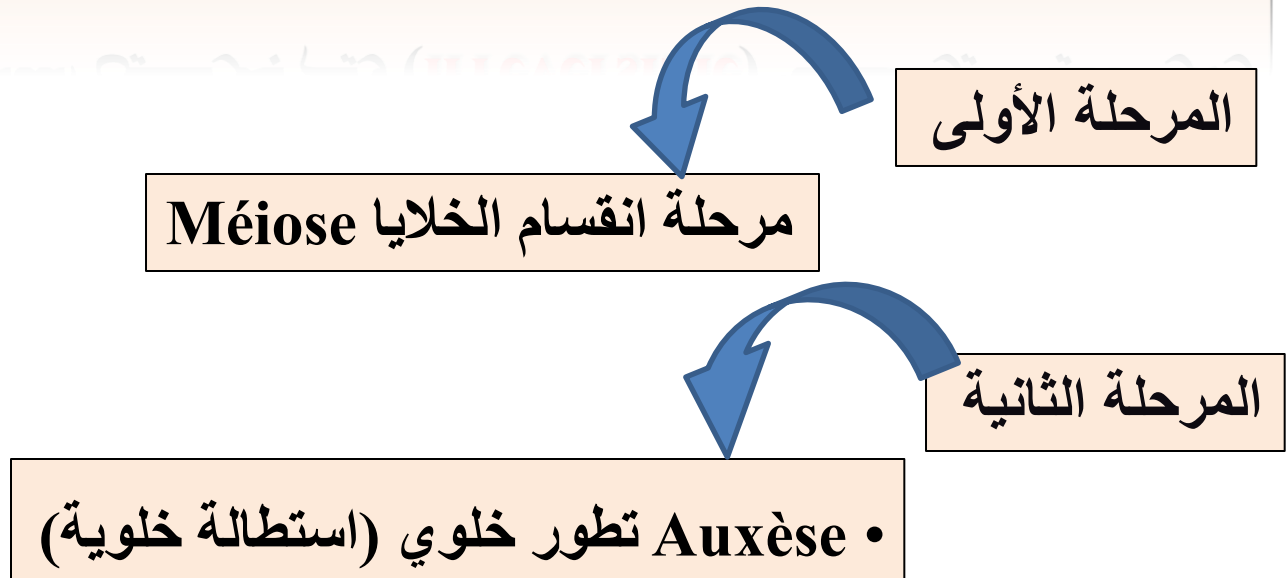 المرحلة الأولى
مرحلة انقسام الخلايا Méiose
المرحلة الثانية
• Auxèse تطور خلوي (استطالة خلوية)